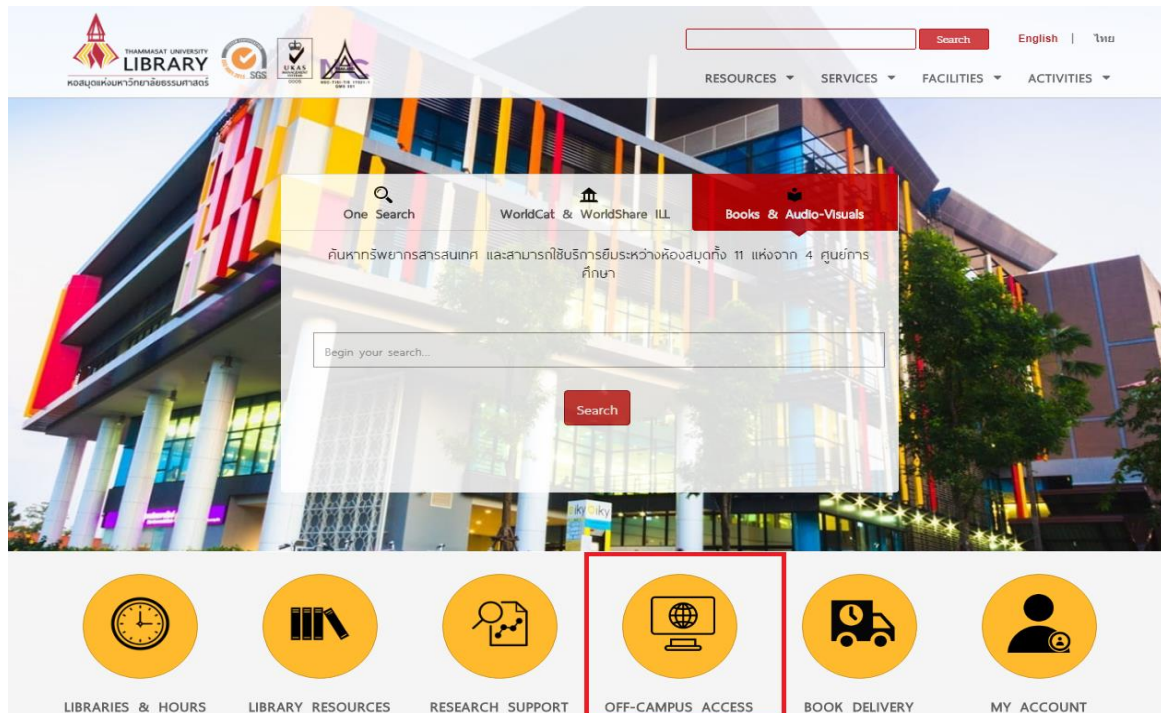 THAMMASAT UNIVERSITY
LIBRARY
หอสมุดแห่งมหาวิทยาลัยธรรมศาสตร์
SGS
UKAS
Search
English | ไทย
RESOURCES
SERVICES
FACILITIES
ACTIVITIES
One Search
WorldCat & WorldShare ILL
Books & Audio-Visuals
ค้นหาทรัพยากรสารสนเทศ และสามารถใช้บริการยืมระหว่างห้องสมุดทั้ง 11 แห่งจาก 4 ศูนย์การ
ศึกษา
Begin your search...
Search
LIBRARIES & HOURS
LIBRARY RESOURCES
RESEARCH SUPPORT
OFF-CAMPUS ACCESS
BOOK DELIVERY
MY ACCOUNT